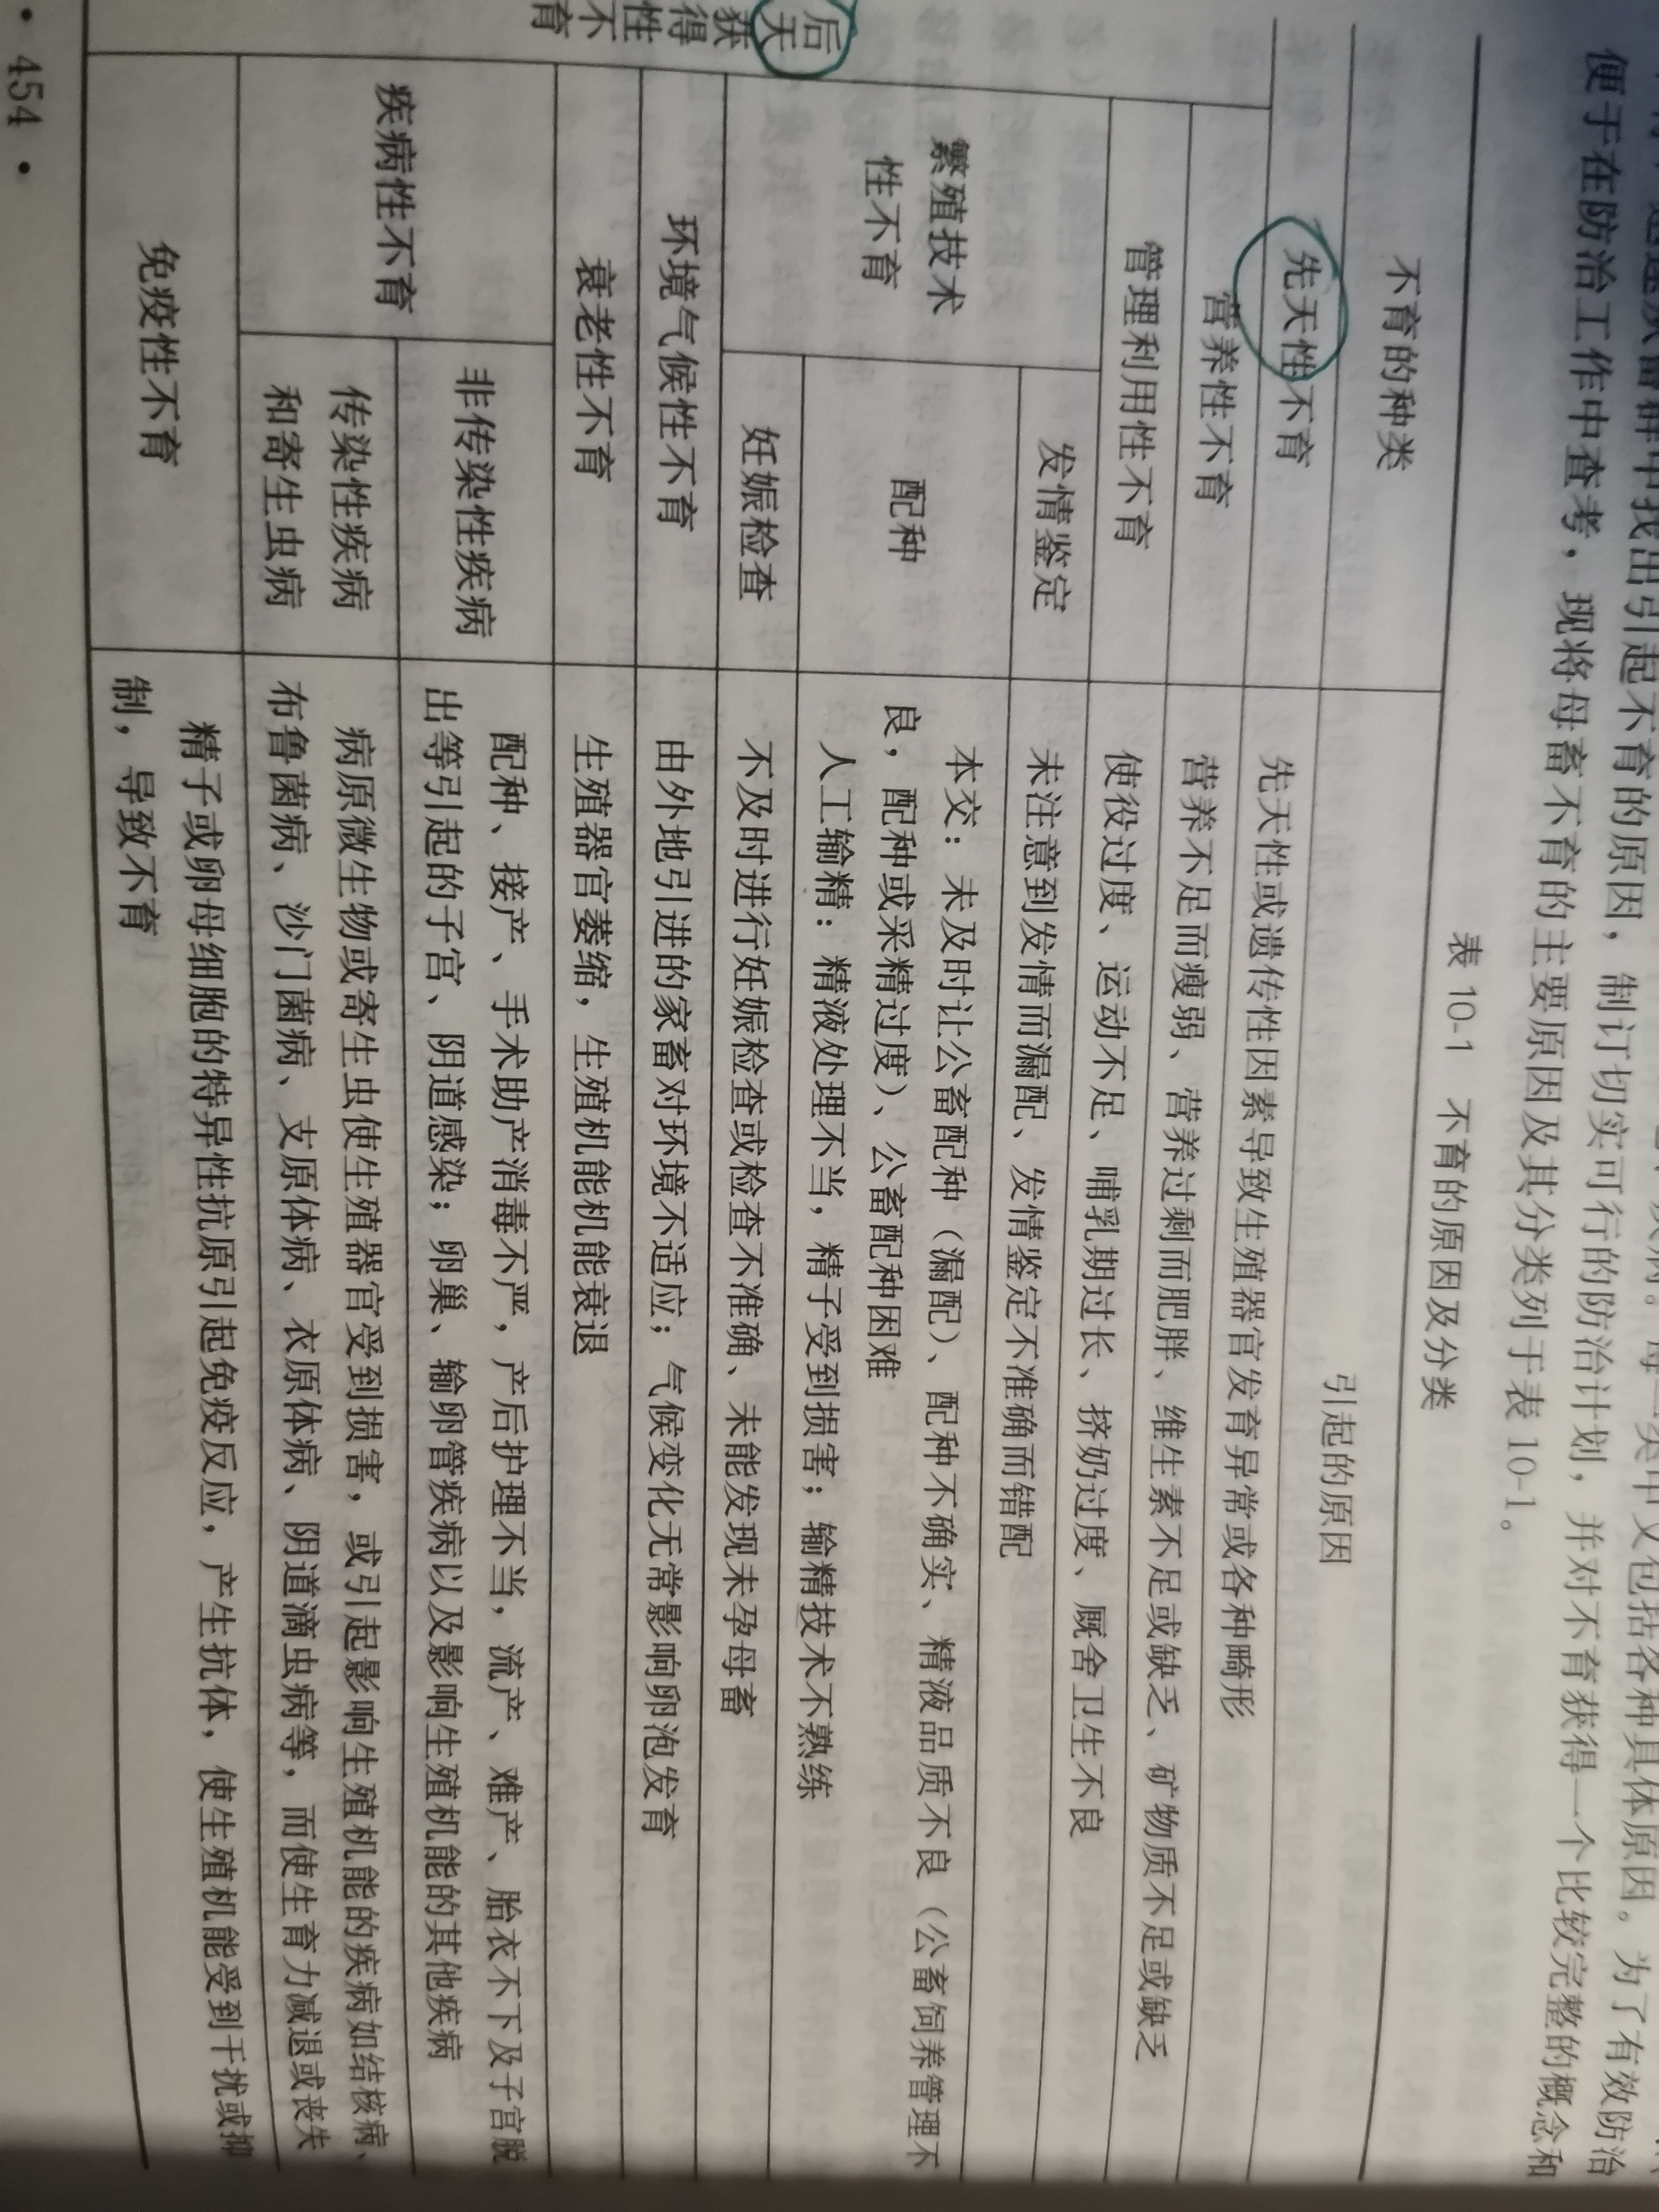 迅速从畜群中找出引起不育的原因，制订切实可行的防治计划，并对不育获得一个比较完整的概念和
疾病。每一类中又包括各种具体原因。为了有效防治
便于在防治工作中查考，现将母畜不育的主要原因及其分类列于表 10-1。
表 10-1 不育的原因及分类
不育的种类
引起的原因
先天性不育
先天性或遗传性因素导致生殖器官发育异常或各种畸形
后天获得性不育
营养性不育
营养不足而瘦弱、营养过剩而肥胖、维生素不足或缺乏、矿物质不足或缺乏
管理利用性不育
使役过度、运动不足、哺乳期过长、挤奶过度、厩舍卫生不良
繁殖技术
性不育
发情鉴定
未注意到发情而漏配、发情鉴定不准确而错配
配种
本交：未及时让公畜配种（漏配）、配种不确实、精液品质不良（公畜饲养管理不
良，配种或采精过度）、公畜配种困难
人工输精：精液处理不当，精子受到损害；输精技术不熟练
妊娠检查
不及时进行妊娠检查或检查不准确、未能发现未孕母畜
环境气候性不育
由外地引进的家畜对环境不适应；气候变化无常影响卵泡发育
衰老性不育
生殖器官萎缩，生殖机能机能衰退
疾病性不育
非传染性疾病
配种、接产、手术助产消毒不严，产后护理不当，流产、难产、胎衣不下及子宫脱
出等引起的子宫、阴道感染；卵巢、输卵管疾病以及影响生殖机能的其他疾病
传染性疾病
和寄生虫病
病原微生物或寄生虫使生殖器官受到损害，或引起影响生殖机能的疾病如结核病、
布鲁菌病、沙门菌病、支原体病、衣原体病、阴道滴虫病等，而使生育力减退或丧失
免疫性不育
精子或卵母细胞的特异性抗原引起免疫反应，产生抗体，使生殖机能受到干扰或抑
制，导致不育
• 454 •